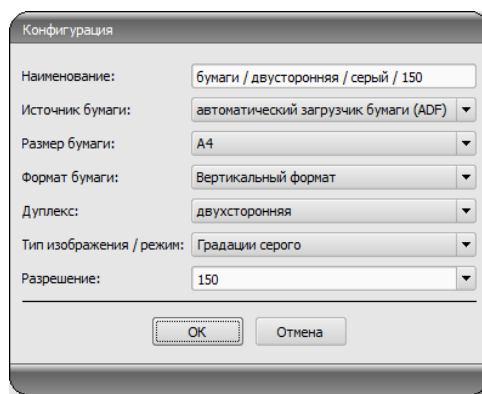 Конфигурация
Наименование: бумаги / двусторонняя / серый / 150
Источник бумаги: автоматический загрузчик бумаги (ADF)
Размер бумаги: A4
Формат бумаги: Вертикальный формат
Дуплекс: двухсторонняя
Тип изображения / режим: Градации серого
Разрешение: 150
OK Отмена